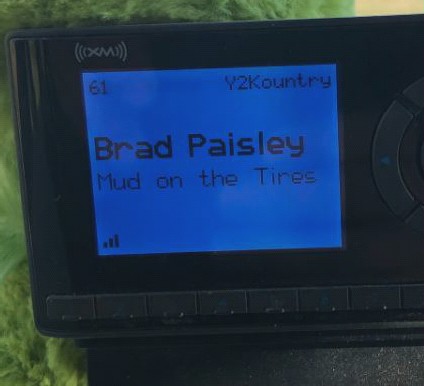 ((XM))
61 Y2Kountry
Brad Paisley
Mud on the Tires